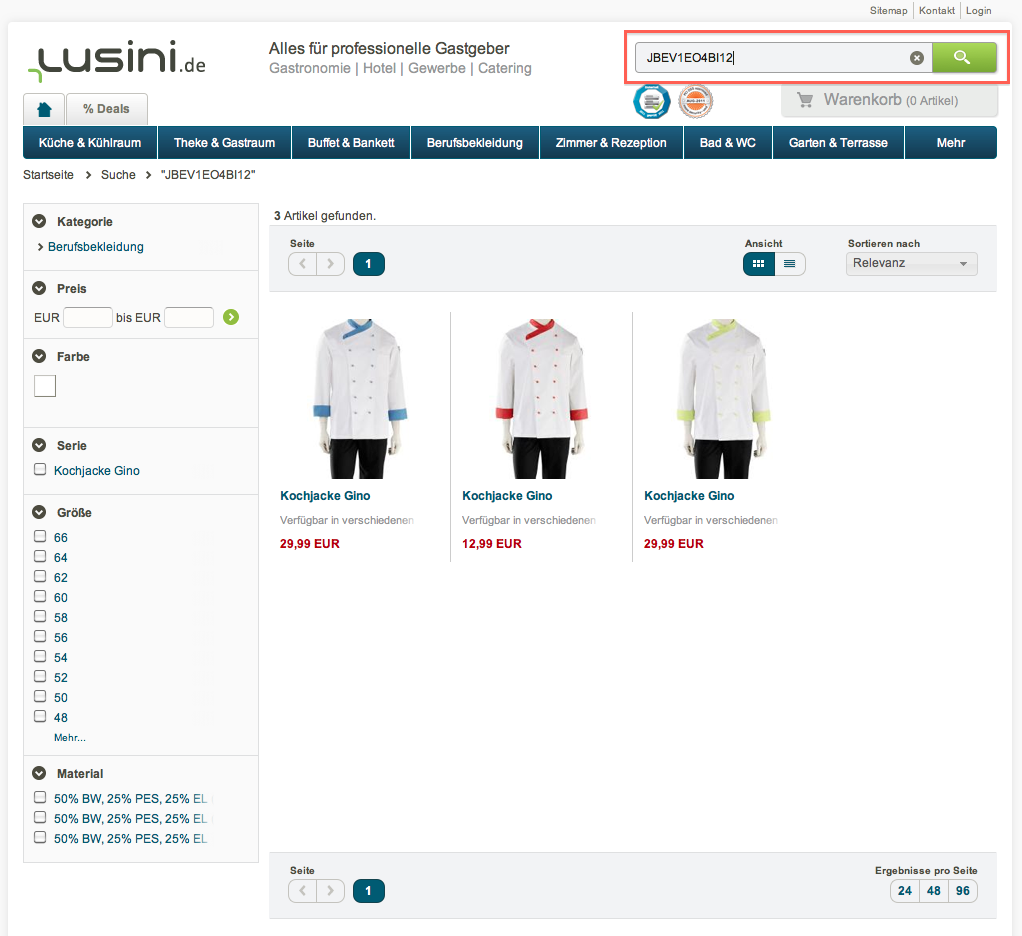 Sitemap Kontakt Login
Lusini.de
Alles für professionelle Gastgeber
Gastronomie | Hotel | Gewerbe | Catering
JBEV1EO4BI12
% Deals
Warenkorb (0 Artikel)
Küche & Kühlraum Theke & Gastraum Buffet & Bankett Berufsbekleidung Zimmer & Rezeption Bad & WC Garten & Terrasse Mehr
Startseite Suche "JBEV1EO4BI12"
Kategorie
Berufsbekleidung
Preis
EUR bis EUR
Farbe
Serie
Kochjacke Gino
Größe
66
64
62
60
58
56
54
52
50
48
Mehr...
Material
50% BW, 25% PES, 25% EL
50% BW, 25% PES, 25% EL
50% BW, 25% PES, 25% EL
3 Artikel gefunden.
Seite
1
Ansicht
Sortieren nach
Relevanz
Kochjacke Gino
Verfügbar in verschiedenen
29,99 EUR
Kochjacke Gino
Verfügbar in verschiedenen
12,99 EUR
Kochjacke Gino
Verfügbar in verschiedenen
29,99 EUR
Seite
1
Ergebnisse pro Seite
24 48 96